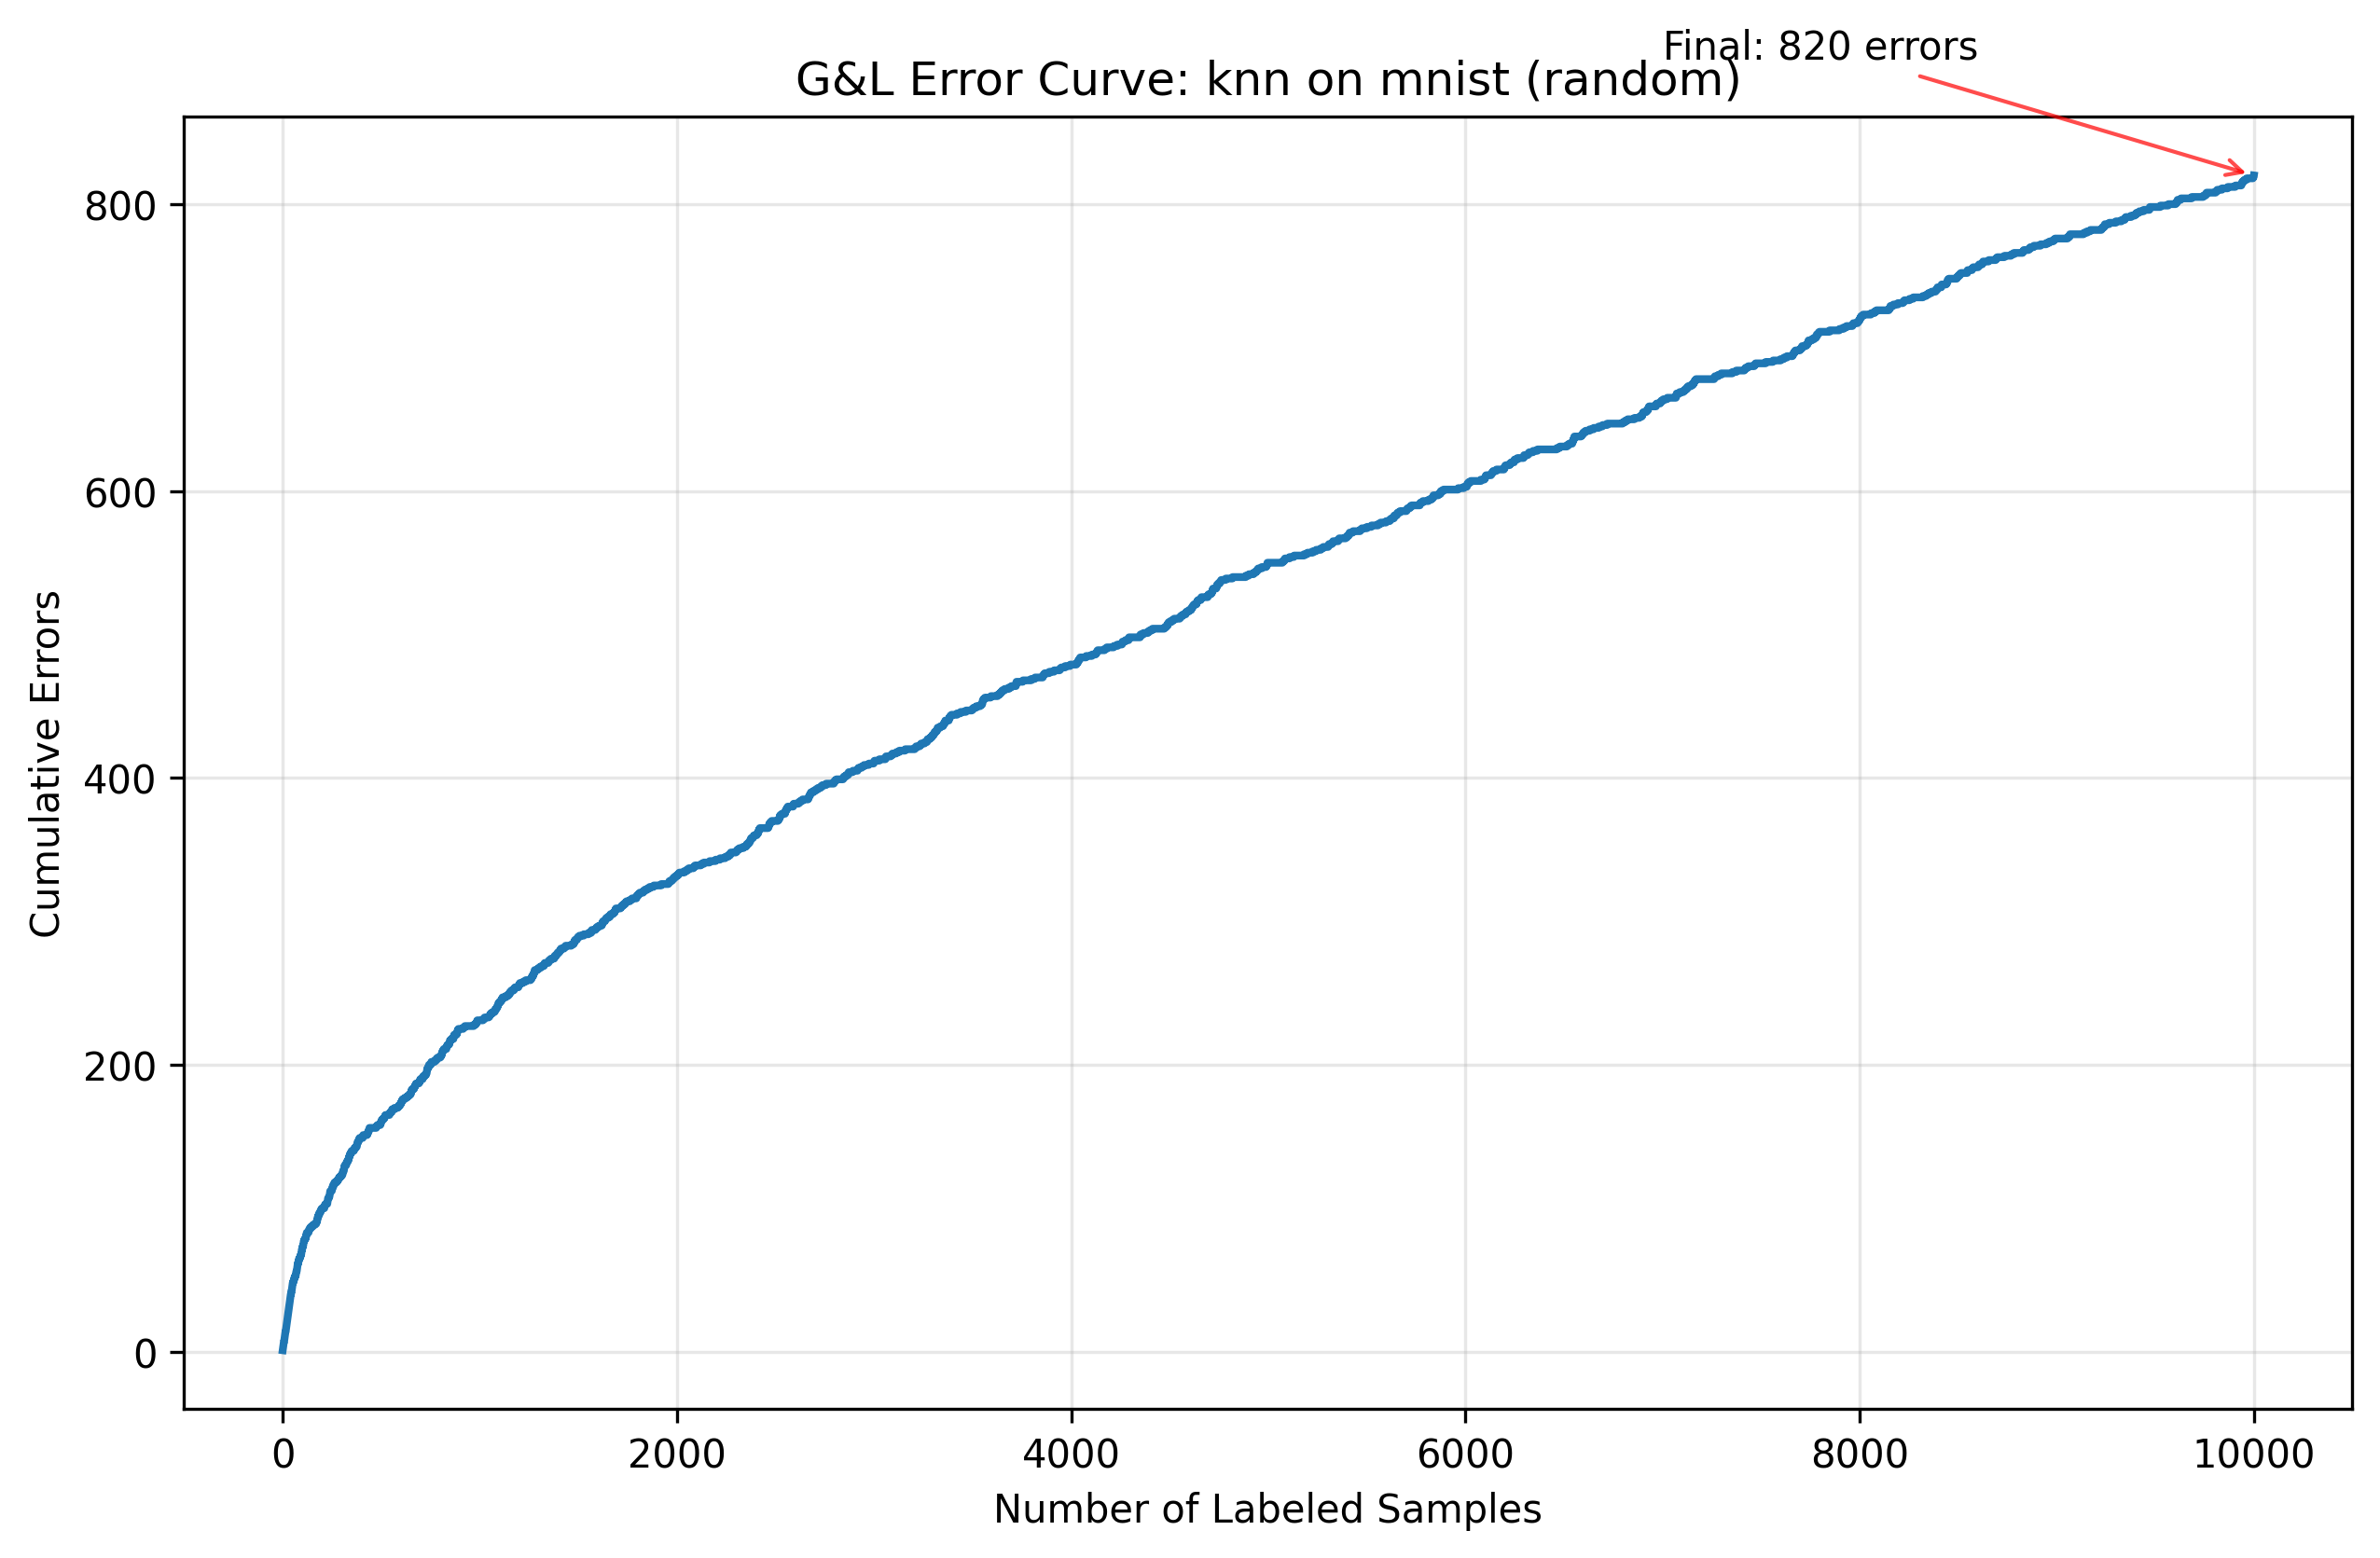 Final: 820 errors
G&L Error Curve: knn on mnist (random)
800
600
400
200
0
Cumulative Errors
0 2000 4000 6000 8000 10000
Number of Labeled Samples